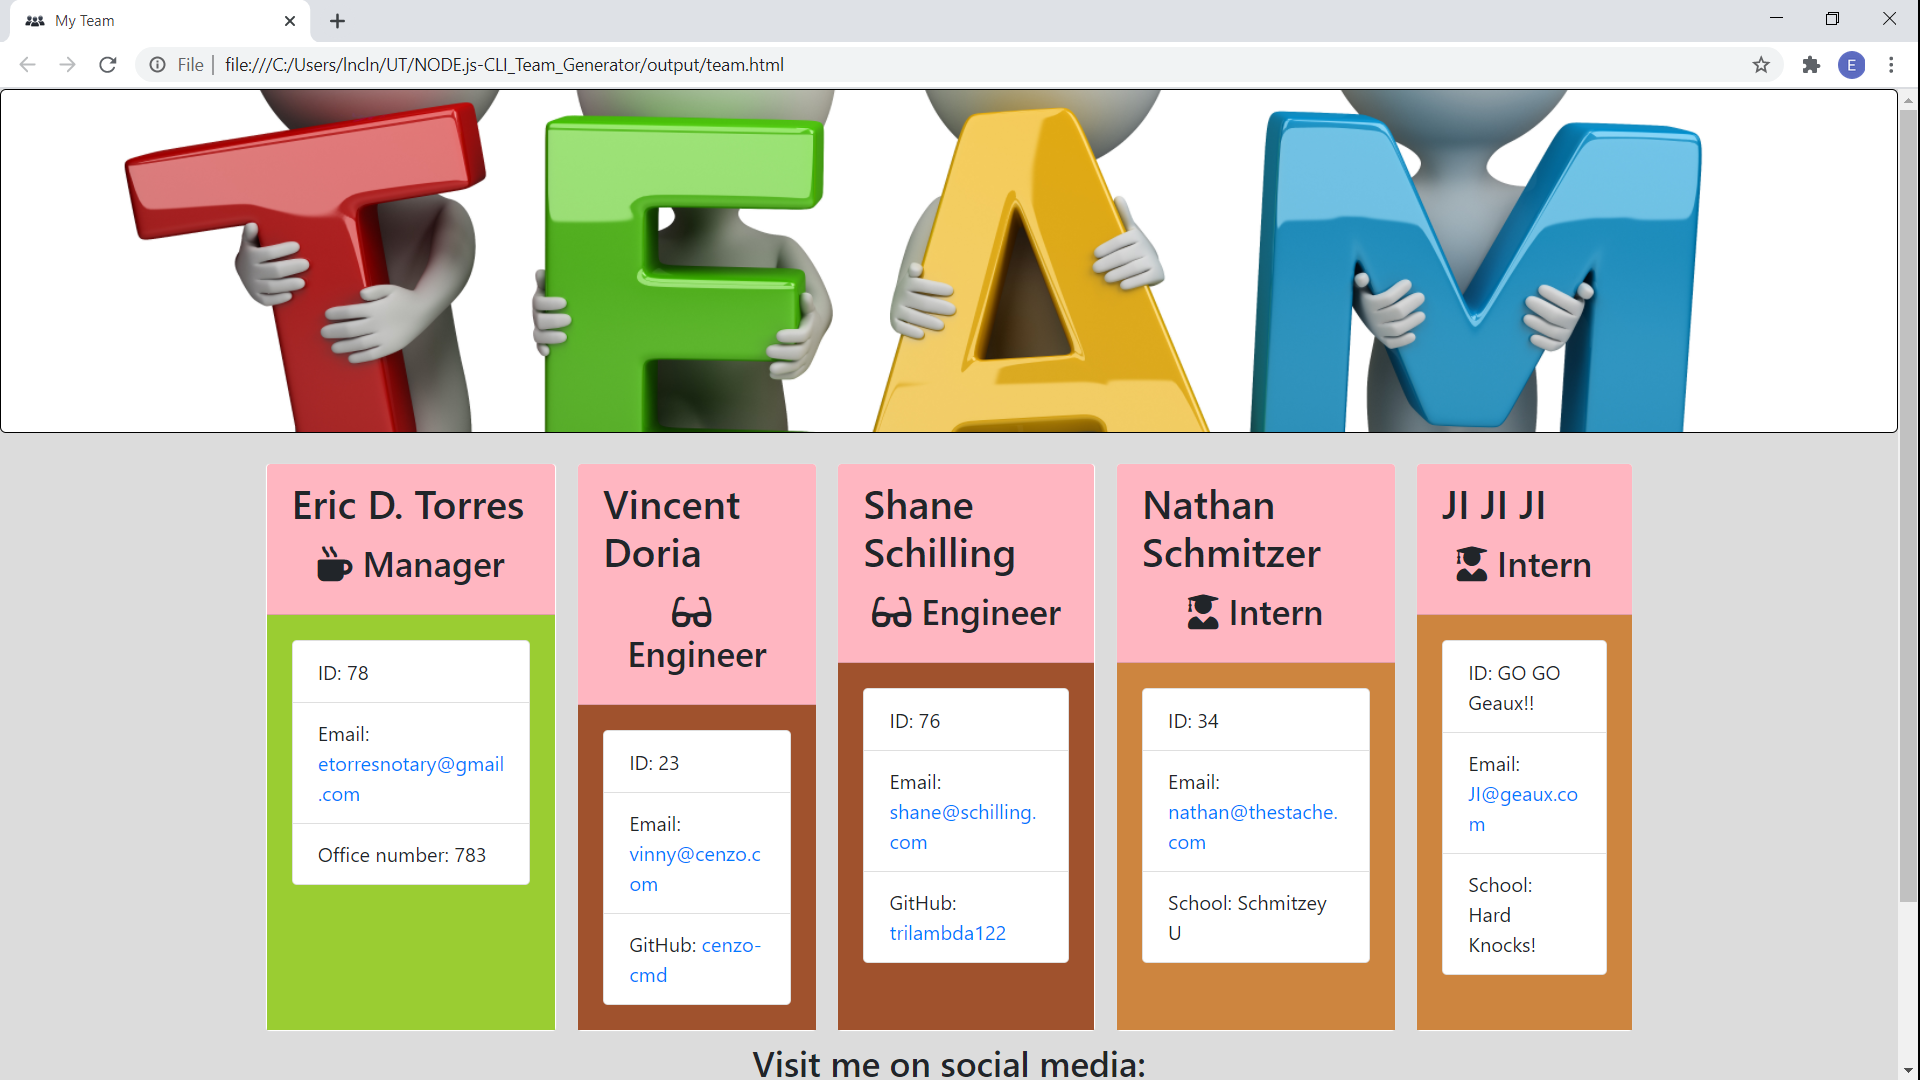 My Team
File
file:///C:/Users/lncln/UT/NODE.js-CLI_Team_Generator/output/team.html
E
TEAM
Eric D. Torres
Manager
ID: 78
Email:
etorresnotary@gmail
.com
Office number: 783
Vincent
Doria
Engineer
ID: 23
Email:
vinny@cenzo.c
om
GitHub: cenzo-
cmd
Shane
Schilling
Engineer
ID: 76
Email:
shane@schilling.
com
GitHub:
trilambda122
Nathan
Schmitzer
Intern
ID: 34
Email:
nathan@thestache.
com
School: Schmitzey
U
JI JI JI
Intern
ID: GO GO
Geaux!!
Email:
JI@geaux.co
m
School:
Hard
Knocks!
Visit me on social media: